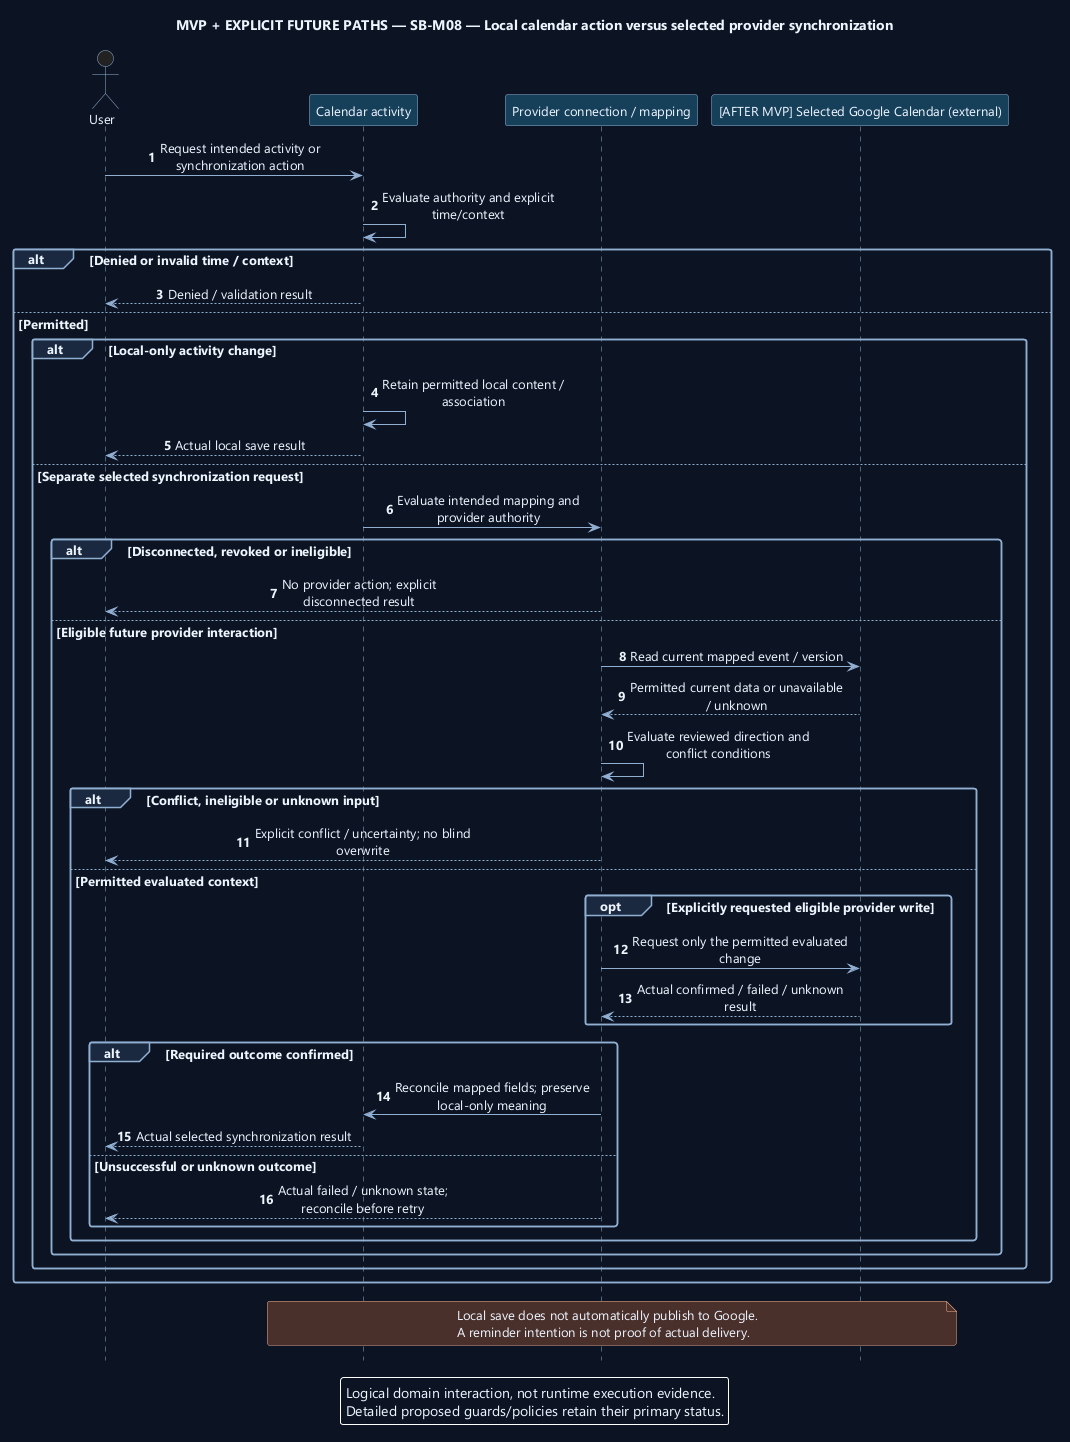 MVP + EXPLICIT FUTURE PATHS — SB-M08 — Local calendar action versus selected provider synchronization
User
Calendar activity
Provider connection / mapping
[AFTER MVP] Selected Google Calendar (external)
1 Request intended activity or
synchronization action
2 Evaluate authority and explicit
time/context
alt [Denied or invalid time / context]
3 Denied / validation result
[Permitted]
alt [Local-only activity change]
4 Retain permitted local content /
association
5 Actual local save result
[Separate selected synchronization request]
6 Evaluate intended mapping and
provider authority
alt [Disconnected, revoked or ineligible]
7 No provider action; explicit
disconnected result
[Eligible future provider interaction]
8 Read current mapped event / version
9 Permitted current data or unavailable
/ unknown
10 Evaluate reviewed direction and
conflict conditions
alt [Conflict, ineligible or unknown input]
11 Explicit conflict / uncertainty; no blind
overwrite
[Permitted evaluated context]
opt [Explicitly requested eligible provider write]
12 Request only the permitted evaluated
change
13 Actual confirmed / failed / unknown
result
alt [Required outcome confirmed]
14 Reconcile mapped fields; preserve
local-only meaning
15 Actual selected synchronization result
[Unsuccessful or unknown outcome]
16 Actual failed / unknown state;
reconcile before retry
Local save does not automatically publish to Google.
A reminder intention is not proof of actual delivery.
Logical domain interaction, not runtime execution evidence.
Detailed proposed guards/policies retain their primary status.